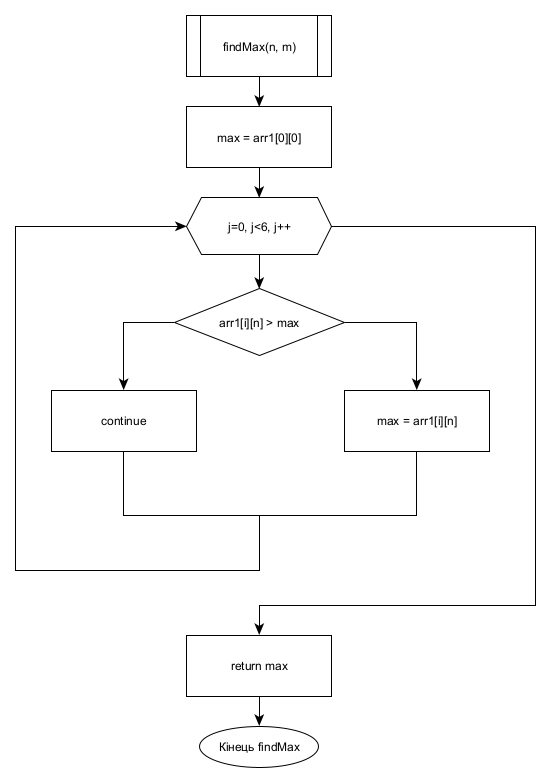 findMax(n, m)
max = arr1[0][0]
j=0, j<6, j++
arr1[i][n] > max
continue
max = arr1[i][n]
return max
Кінець findMax